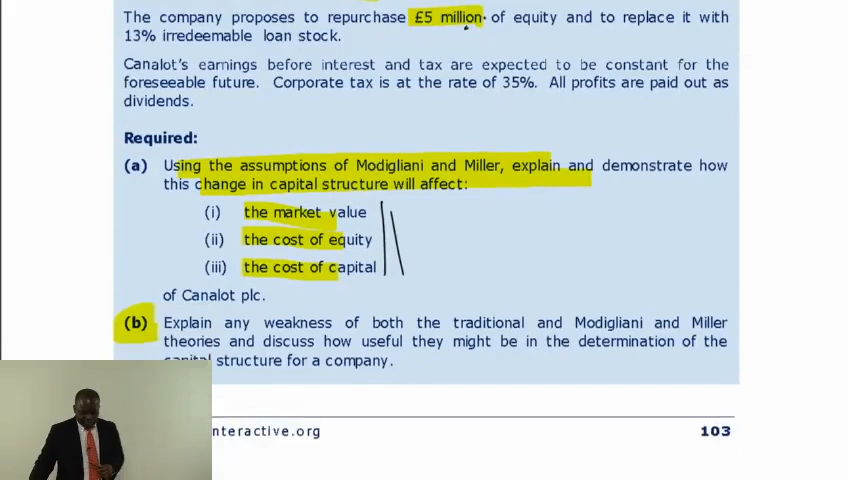 The company proposes to repurchase £5 million of equity and to replace it with
13% irredeemable loan stock.
Canalot's earnings before interest and tax are expected to be constant for the
foreseeable future. Corporate tax is at the rate of 35%. All profits are paid out as
dividends.
Required:
(a) Using the assumptions of Modigliani and Miller, explain and demonstrate how
this change in capital structure will affect:
(i) the market value
(ii) the cost of equity
(iii) the cost of capital
of Canalot plc.
(b) Explain any weakness of both the traditional and Modigliani and Miller
theories and discuss how useful they might be in the determination of the
capital structure for a company.
nteractive.org
103